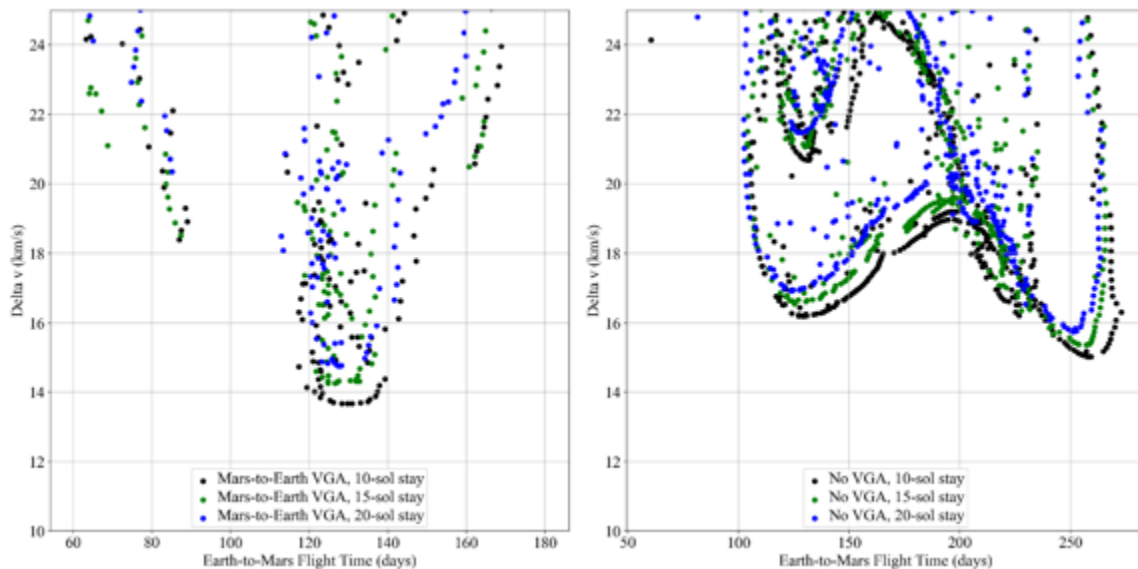 24
22
20
18
16
14
12
10
Delta v (km/s)
60
80
100
120
140
160
180
Earth-to-Mars Flight Time (days)
Mars-to-Earth VGA, 10-sol stay
Mars-to-Earth VGA, 15-sol stay
Mars-to-Earth VGA, 20-sol stay
24
22
20
18
16
14
12
10
Delta v (km/s)
50
100
150
200
250
Earth-to-Mars Flight Time (days)
No VGA, 10-sol stay
No VGA, 15-sol stay
No VGA, 20-sol stay